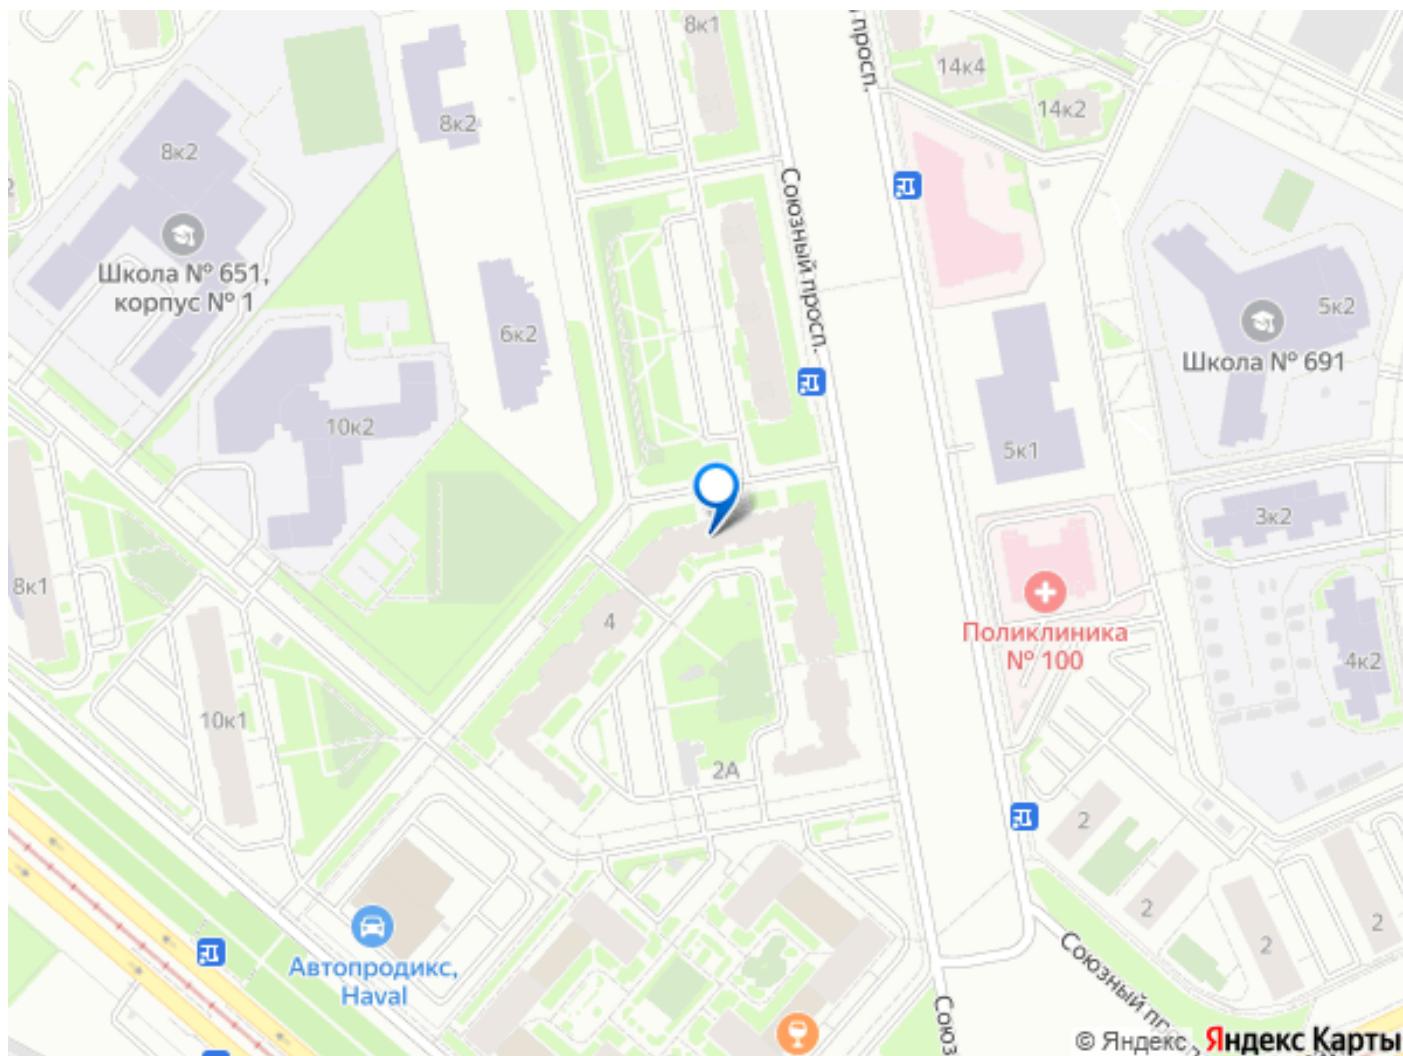 8к1
просп.
14к4
14к2
8к2
8к2
Союзный просп.
Школа № 651,
корпус № 1
6к2
5к2
Школа № 691
10к2
5к1
3к2
8к1
4
Поликлиника
№ 100
4к2
10к1
2А
2
2
2
2
Автопродикс,
Haval
Союзный
Союз
© Яндекс
Яндекс Карты